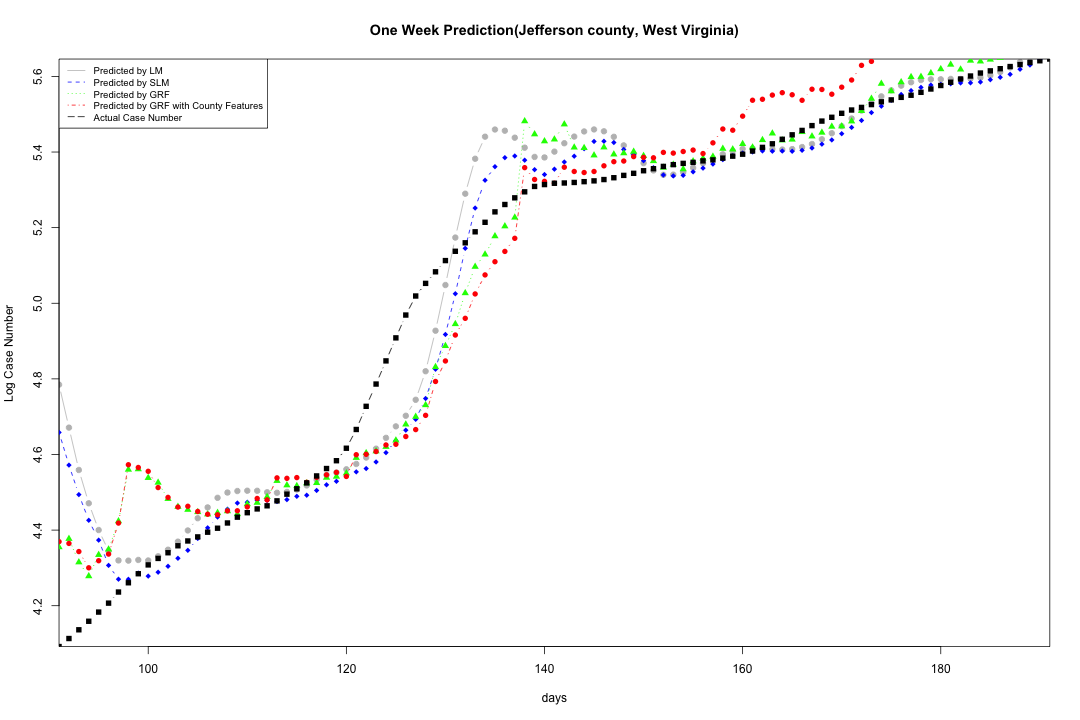 One Week Prediction(Jefferson county, West Virginia)
Predicted by LM
Predicted by SLM
Predicted by GRF
Predicted by GRF with County Features
Actual Case Number
5.6
5.4
5.2
5.0
4.8
4.6
4.4
4.2
Log Case Number
100 120 140 160 180
days